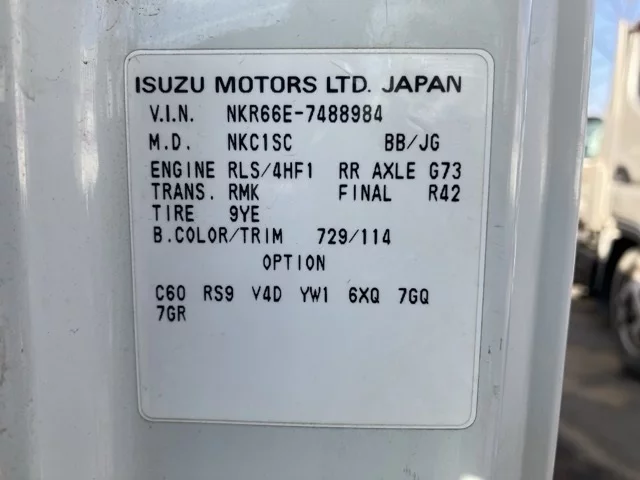 ISUZU MOTORS LTD. JAPAN
V.I.N. NKR66E-7488984
M.D. NKC1SC BB/JG
ENGINE RLS/4HF1 RR AXLE G73
TRANS. RMK FINAL R42
TIRE 9YE
B.COLOR/TRIM 729/114
OPTION
C60 RS9 V4D YW1 6XQ 7GQ
7GR